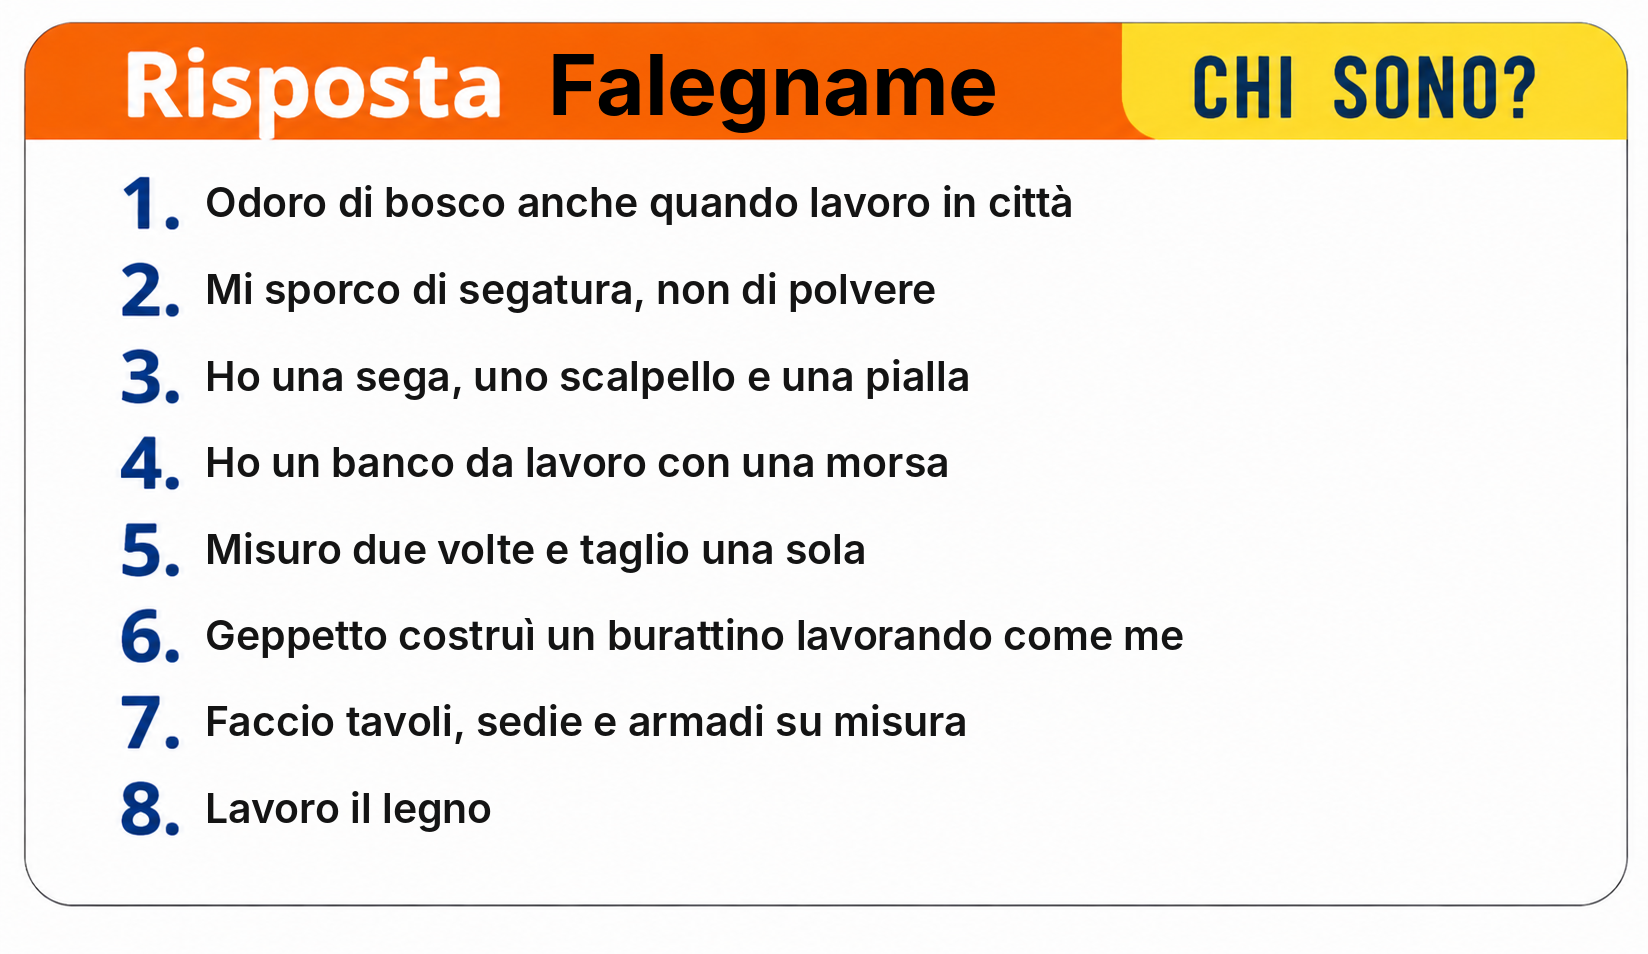 Risposta Falegname CHI SONO?
1. Odoro di bosco anche quando lavoro in città
2. Mi sporco di segatura, non di polvere
3. Ho una sega, uno scalpello e una pialla
4. Ho un banco da lavoro con una morsa
5. Misuro due volte e taglio una sola
6. Geppetto costruì un burattino lavorando come me
7. Faccio tavoli, sedie e armadi su misura
8. Lavoro il legno